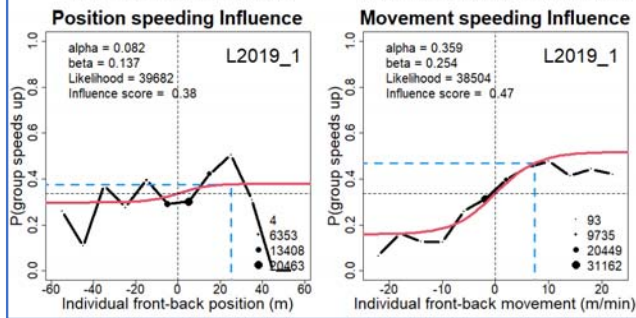 Position speeding Influence
P(group speeds up)
1.0
0.8
0.6
0.4
0.2
0.0
alpha = 0.082
beta = 0.137
Likelihood = 39682
Influence score = 0.38
L2019_1
4
6353
13408
20463
-60 -40 -20 0 20 40 60
Individual front-back position (m)
Movement speeding Influence
P(group speeds up)
1.0
0.8
0.6
0.4
0.2
0.0
alpha = 0.359
beta = 0.254
Likelihood = 38504
Influence score = 0.47
L2019_1
93
9735
20449
31162
-20 -10 0 10 20
Individual front-back movement (m/min)